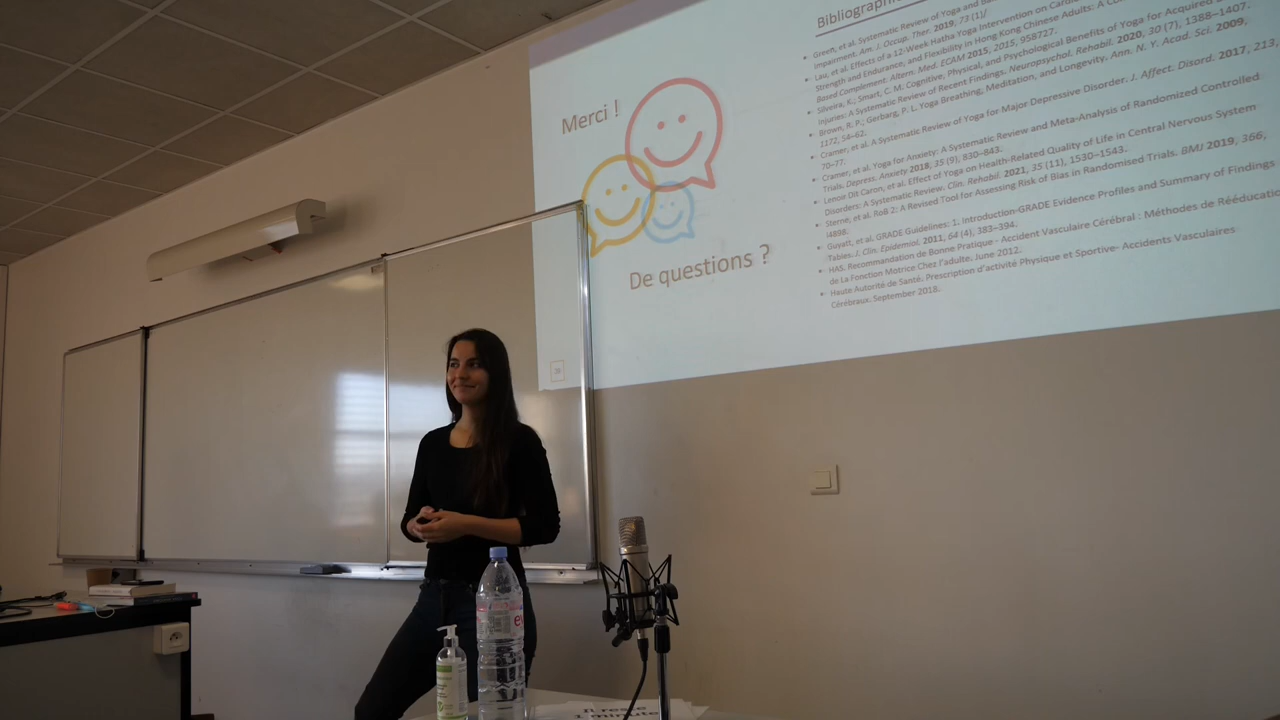 Merci !
De questions ?
28
Bibliographie
Green, et al. Systematic Review of Yoga and
Impairment. Am. J. Occup. Ther. 2019, 73 (1)/
Lau, et al. Effects of a 12-Week Hatha Yoga Intervention on
Strength and Endurance, and Flexibility in Hong Kong Chinese Adults: A
Based Complement. Altern. Med. ECAM 2015, 2015, 958727.
Silveira, K.; Smart, C. M. Cognitive, Physical, and Psychological Benefits of Yoga for Acquired
Injuries: A Systematic Review of Recent Findings. Neuropsychol. Rehabil. 2020, 30 (7), 1388–1407.
Brown, R. P.; Gerbarg, P. L. Yoga Breathing, Meditation, and Longevity. Ann. N. Y. Acad. Sci. 2009,
1172, 54–62.
Cramer, et al. A Systematic Review of Yoga for Major Depressive Disorder. J. Affect. Disord. 2017, 213,
70–77.
Cramer, et al. Yoga for Anxiety: A Systematic Review and Meta-Analysis of Randomized Controlled
Trials. Depress. Anxiety 2018, 35 (9), 830–843.
Lenoir Dit Caron, et al. Effect of Yoga on Health-Related Quality of Life in Central Nervous System
Disorders: A Systematic Review. Clin. Rehabil. 2021, 35 (11), 1530–1543.
Sterne, et al. RoB 2: A Revised Tool for Assessing Risk of Bias in Randomised Trials. BMJ 2019, 366,
l4898.
Guyatt, et al. GRADE Guidelines: 1. Introduction-GRADE Evidence Profiles and Summary of Findings
Tables. J. Clin. Epidemiol. 2011, 64 (4), 383–394.
HAS. Recommandation de Bonne Pratique - Accident Vasculaire Cérébral : Méthodes de Rééducatio
de La Fonction Motrice Chez l'adulte. June 2012.
Haute Autorité de Santé. Prescription d'activité Physique et Sportive- Accidents Vasculaires
Cérébraux. September 2018.
ev
Il reste
1 minute